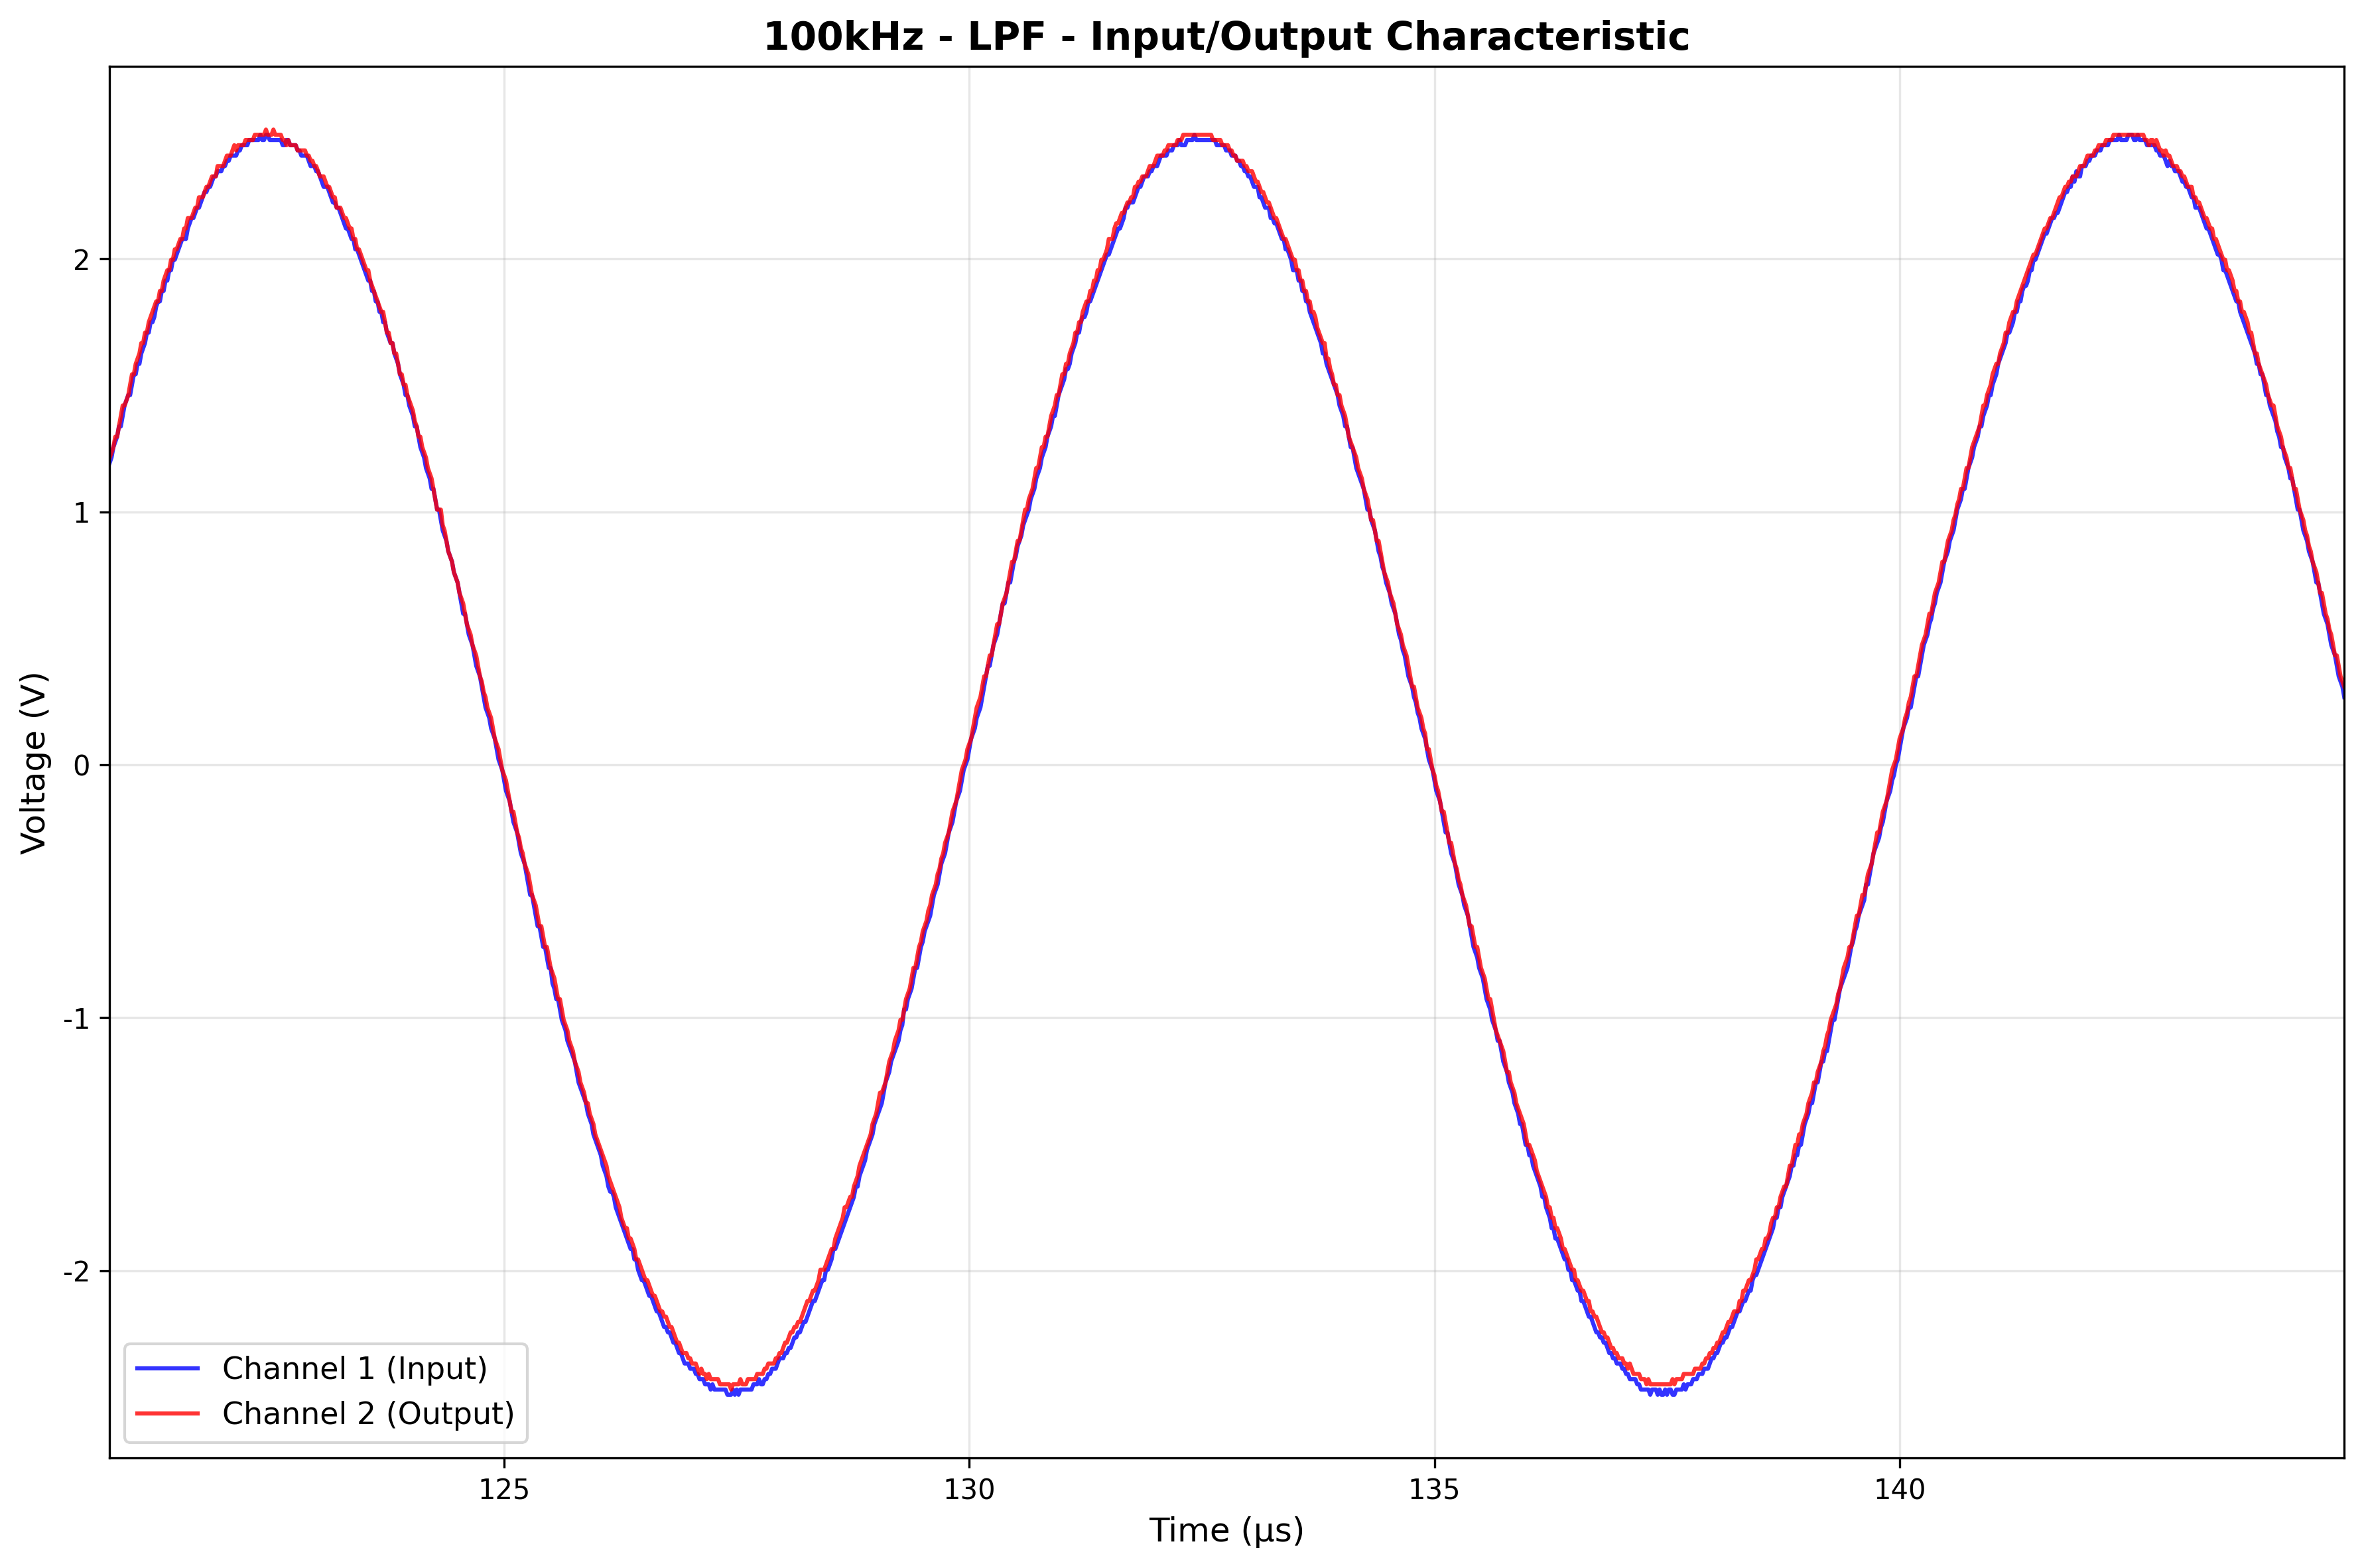 100kHz - LPF - Input/Output Characteristic
Voltage (V)
2
1
0
-1
-2
Channel 1 (Input)
Channel 2 (Output)
125
130
135
140
Time (μs)